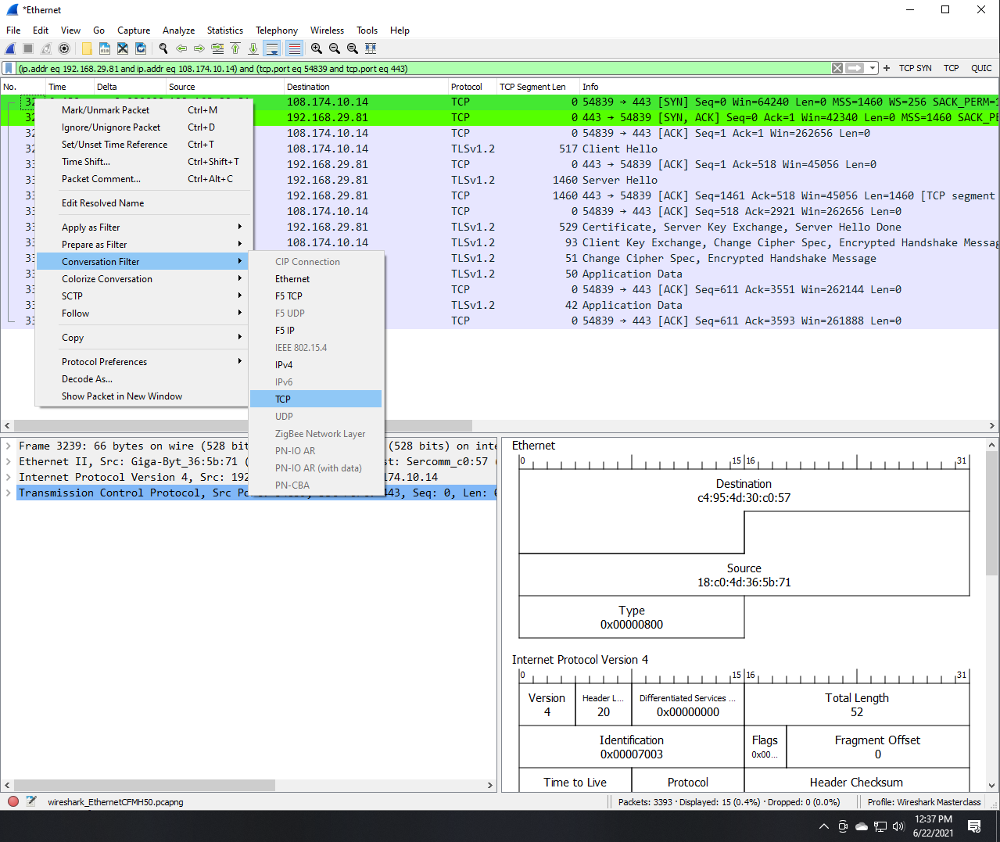 *Ethernet
File Edit View Go Capture Analyze Statistics Telephony Wireless Tools Help
(ip.addr eq 192.168.29.81 and ip.addr eq 108.174.10.14) and (tcp.port eq 54839 and tcp.port eq 443)
+ TCP SYN TCP QUIC
No. Time Delta Source Destination Protocol TCP Segment Len Info
32 108.174.10.14 TCP 0 54839 → 443 [SYN] Seq=0 Win=64240 Len=0 MSS=1460 WS=256 SACK_PERM=1
32 192.168.29.81 TCP 0 443 → 54839 [SYN, ACK] Seq=0 Ack=1 Win=42340 Len=0 MSS=1460 SACK_PE
32 108.174.10.14 TCP 0 54839 → 443 [ACK] Seq=1 Ack=1 Win=262656 Len=0
32 108.174.10.14 TLSv1.2 517 Client Hello
33 192.168.29.81 TCP 0 443 → 54839 [ACK] Seq=1 Ack=518 Win=45056 Len=0
33 192.168.29.81 TLSv1.2 1460 Server Hello
33 192.168.29.81 TCP 1460 443 → 54839 [ACK] Seq=1461 Ack=518 Win=45056 Len=1460 [TCP segment
33 108.174.10.14 TCP 0 54839 → 443 [ACK] Seq=518 Ack=2921 Win=262656 Len=0
33 192.168.29.81 TLSv1.2 529 Certificate, Server Key Exchange, Server Hello Done
33 108.174.10.14 TLSv1.2 93 Client Key Exchange, Change Cipher Spec, Encrypted Handshake Messag
33 TLSv1.2 51 Change Cipher Spec, Encrypted Handshake Message
33 TLSv1.2 50 Application Data
33 TCP 0 54839 → 443 [ACK] Seq=611 Ack=3551 Win=262144 Len=0
33 TLSv1.2 42 Application Data
33 TCP 0 54839 → 443 [ACK] Seq=611 Ack=3593 Win=261888 Len=0
Mark/Unmark Packet Ctrl+M
Ignore/Unignore Packet Ctrl+D
Set/Unset Time Reference Ctrl+T
Time Shift... Ctrl+Shift+T
Packet Comment... Ctrl+Alt+C
Edit Resolved Name
Apply as Filter
Prepare as Filter
Conversation Filter
Colorize Conversation
SCTP
Follow
Copy
Protocol Preferences
Decode As...
Show Packet in New Window
CIP Connection
Ethernet
F5 TCP
F5 UDP
F5 IP
IEEE 802.15.4
IPv4
IPv6
TCP
UDP
ZigBee Network Layer
PN-IO AR
PN-IO AR (with data)
PN-CBA
Frame 3239: 66 bytes on wire (528 bit (528 bits) on inte
Ethernet II, Src: Giga-Byt_36:5b:71 ( st: Sercomm_c0:57 (
Internet Protocol Version 4, Src: 192 174.10.14
Transmission Control Protocol, Src Po 443, Seq: 0, Len: 0
Ethernet
0 15 16 31
Destination
c4:95:4d:30:c0:57
Source
18:c0:4d:36:5b:71
Type
0x00000800
Internet Protocol Version 4
0 15 16 31
Version Header L... Differentiated Services ... Total Length
4 20 0x00000000 52
Identification Flags Fragment Offset
0x00007003 0x00... 0
Time to Live Protocol Header Checksum
wireshark_EthernetCFMH50.pcapng
Packets: 3393 · Displayed: 15 (0.4%) · Dropped: 0 (0.0%)
Profile: Wireshark Masterclass
12:37 PM
6/22/2021